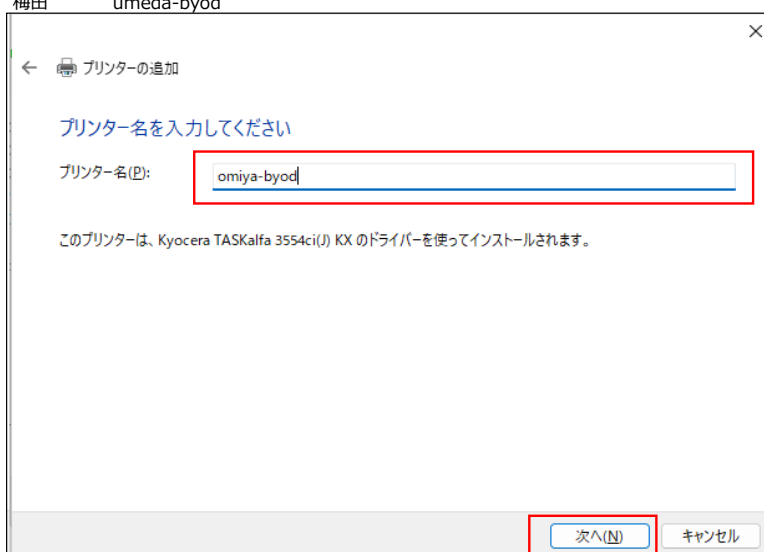 梅田 umeda-byod
プリンターの追加
プリンター名を入力してください
プリンター名(P): omiya-byod
このプリンターは、Kyocera TASKalfa 3554ci(J) KX のドライバーを使ってインストールされます。
次へ(N) キャンセル